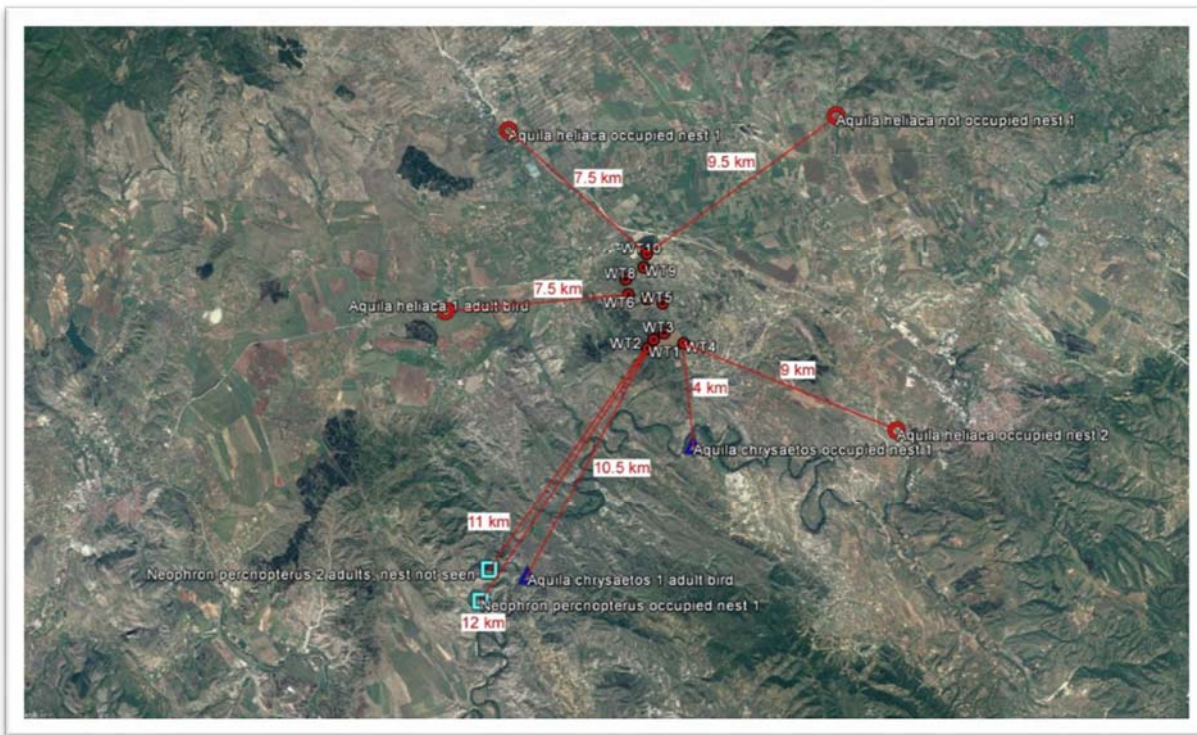 Aquila heliaca occupied nest 1
Aquila heliaca not occupied nest 1
7.5 km
9.5 km
WT10
WT9
WT8
7.5 km
Aquila heliaca 1 adult bird
WT6
WT5
WT3
WT2
WT1
WT4
9 km
4 km
Aquila heliaca occupied nest 2
Aquila chrysaetos occupied nest 1
10.5 km
11 km
Neophron percnopterus 2 adults, nest not seen
Aquila chrysaetos 1 adult bird
Neophron percnopterus occupied nest 1
12 km